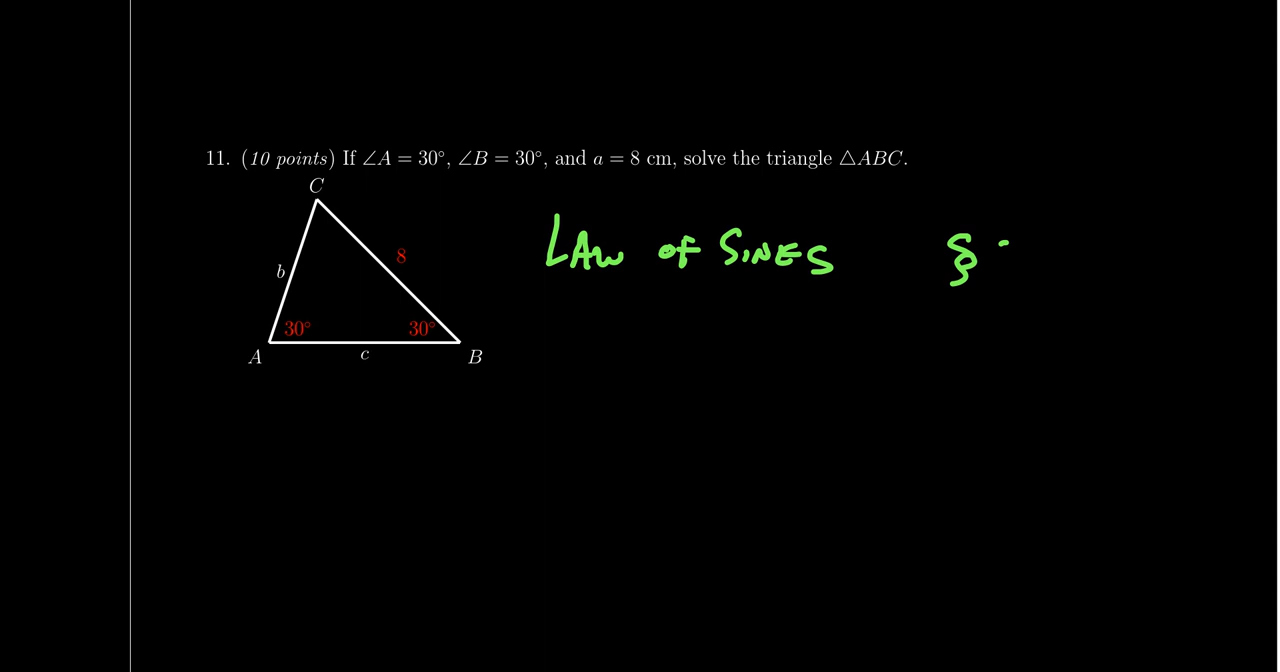 11. (10 points) If ∠A = 30°, ∠B = 30°, and a = 8 cm, solve the triangle △ABC.
C
LAW OF SINES §
8
b
30° 30°
A c B